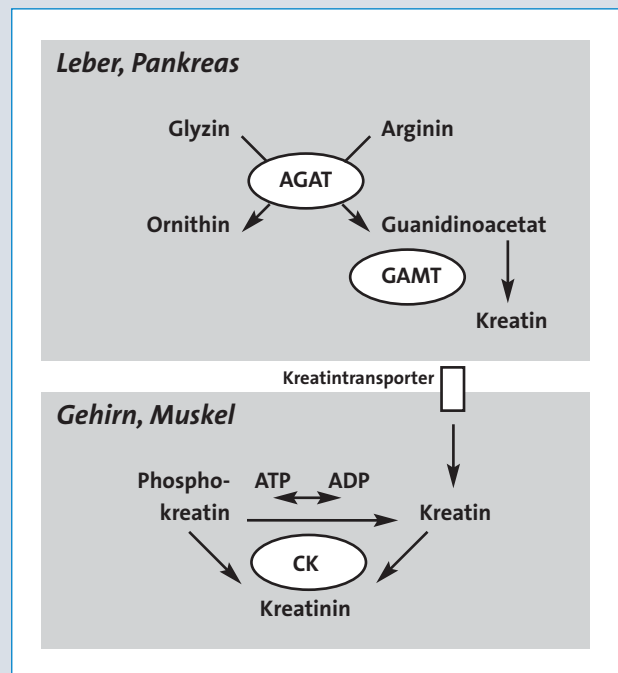 Leber, Pankreas
Glyzin
Arginin
AGAT
Ornithin
Guanidinoacetat
GAMT
Kreatin
Kreatintransporter
Gehirn, Muskel
Phospho-
kreatin
ATP
ADP
Kreatin
CK
Kreatinin